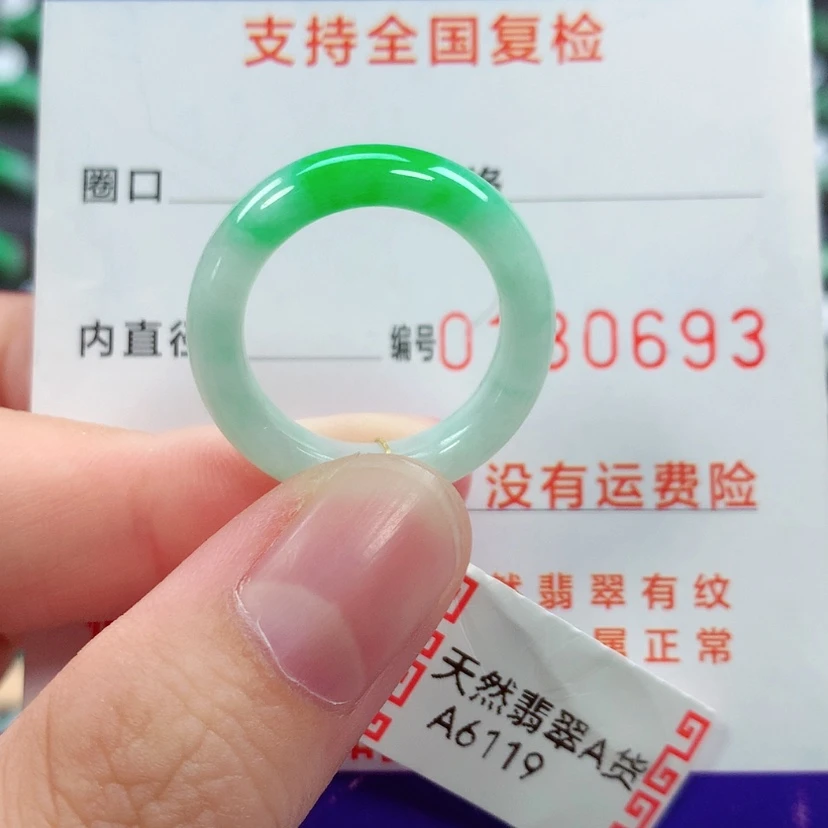 支持全国复检
圈口
内直径 编号
30693
没有运费险
翡翠有纹
属正常
天然翡翠A货
A6119